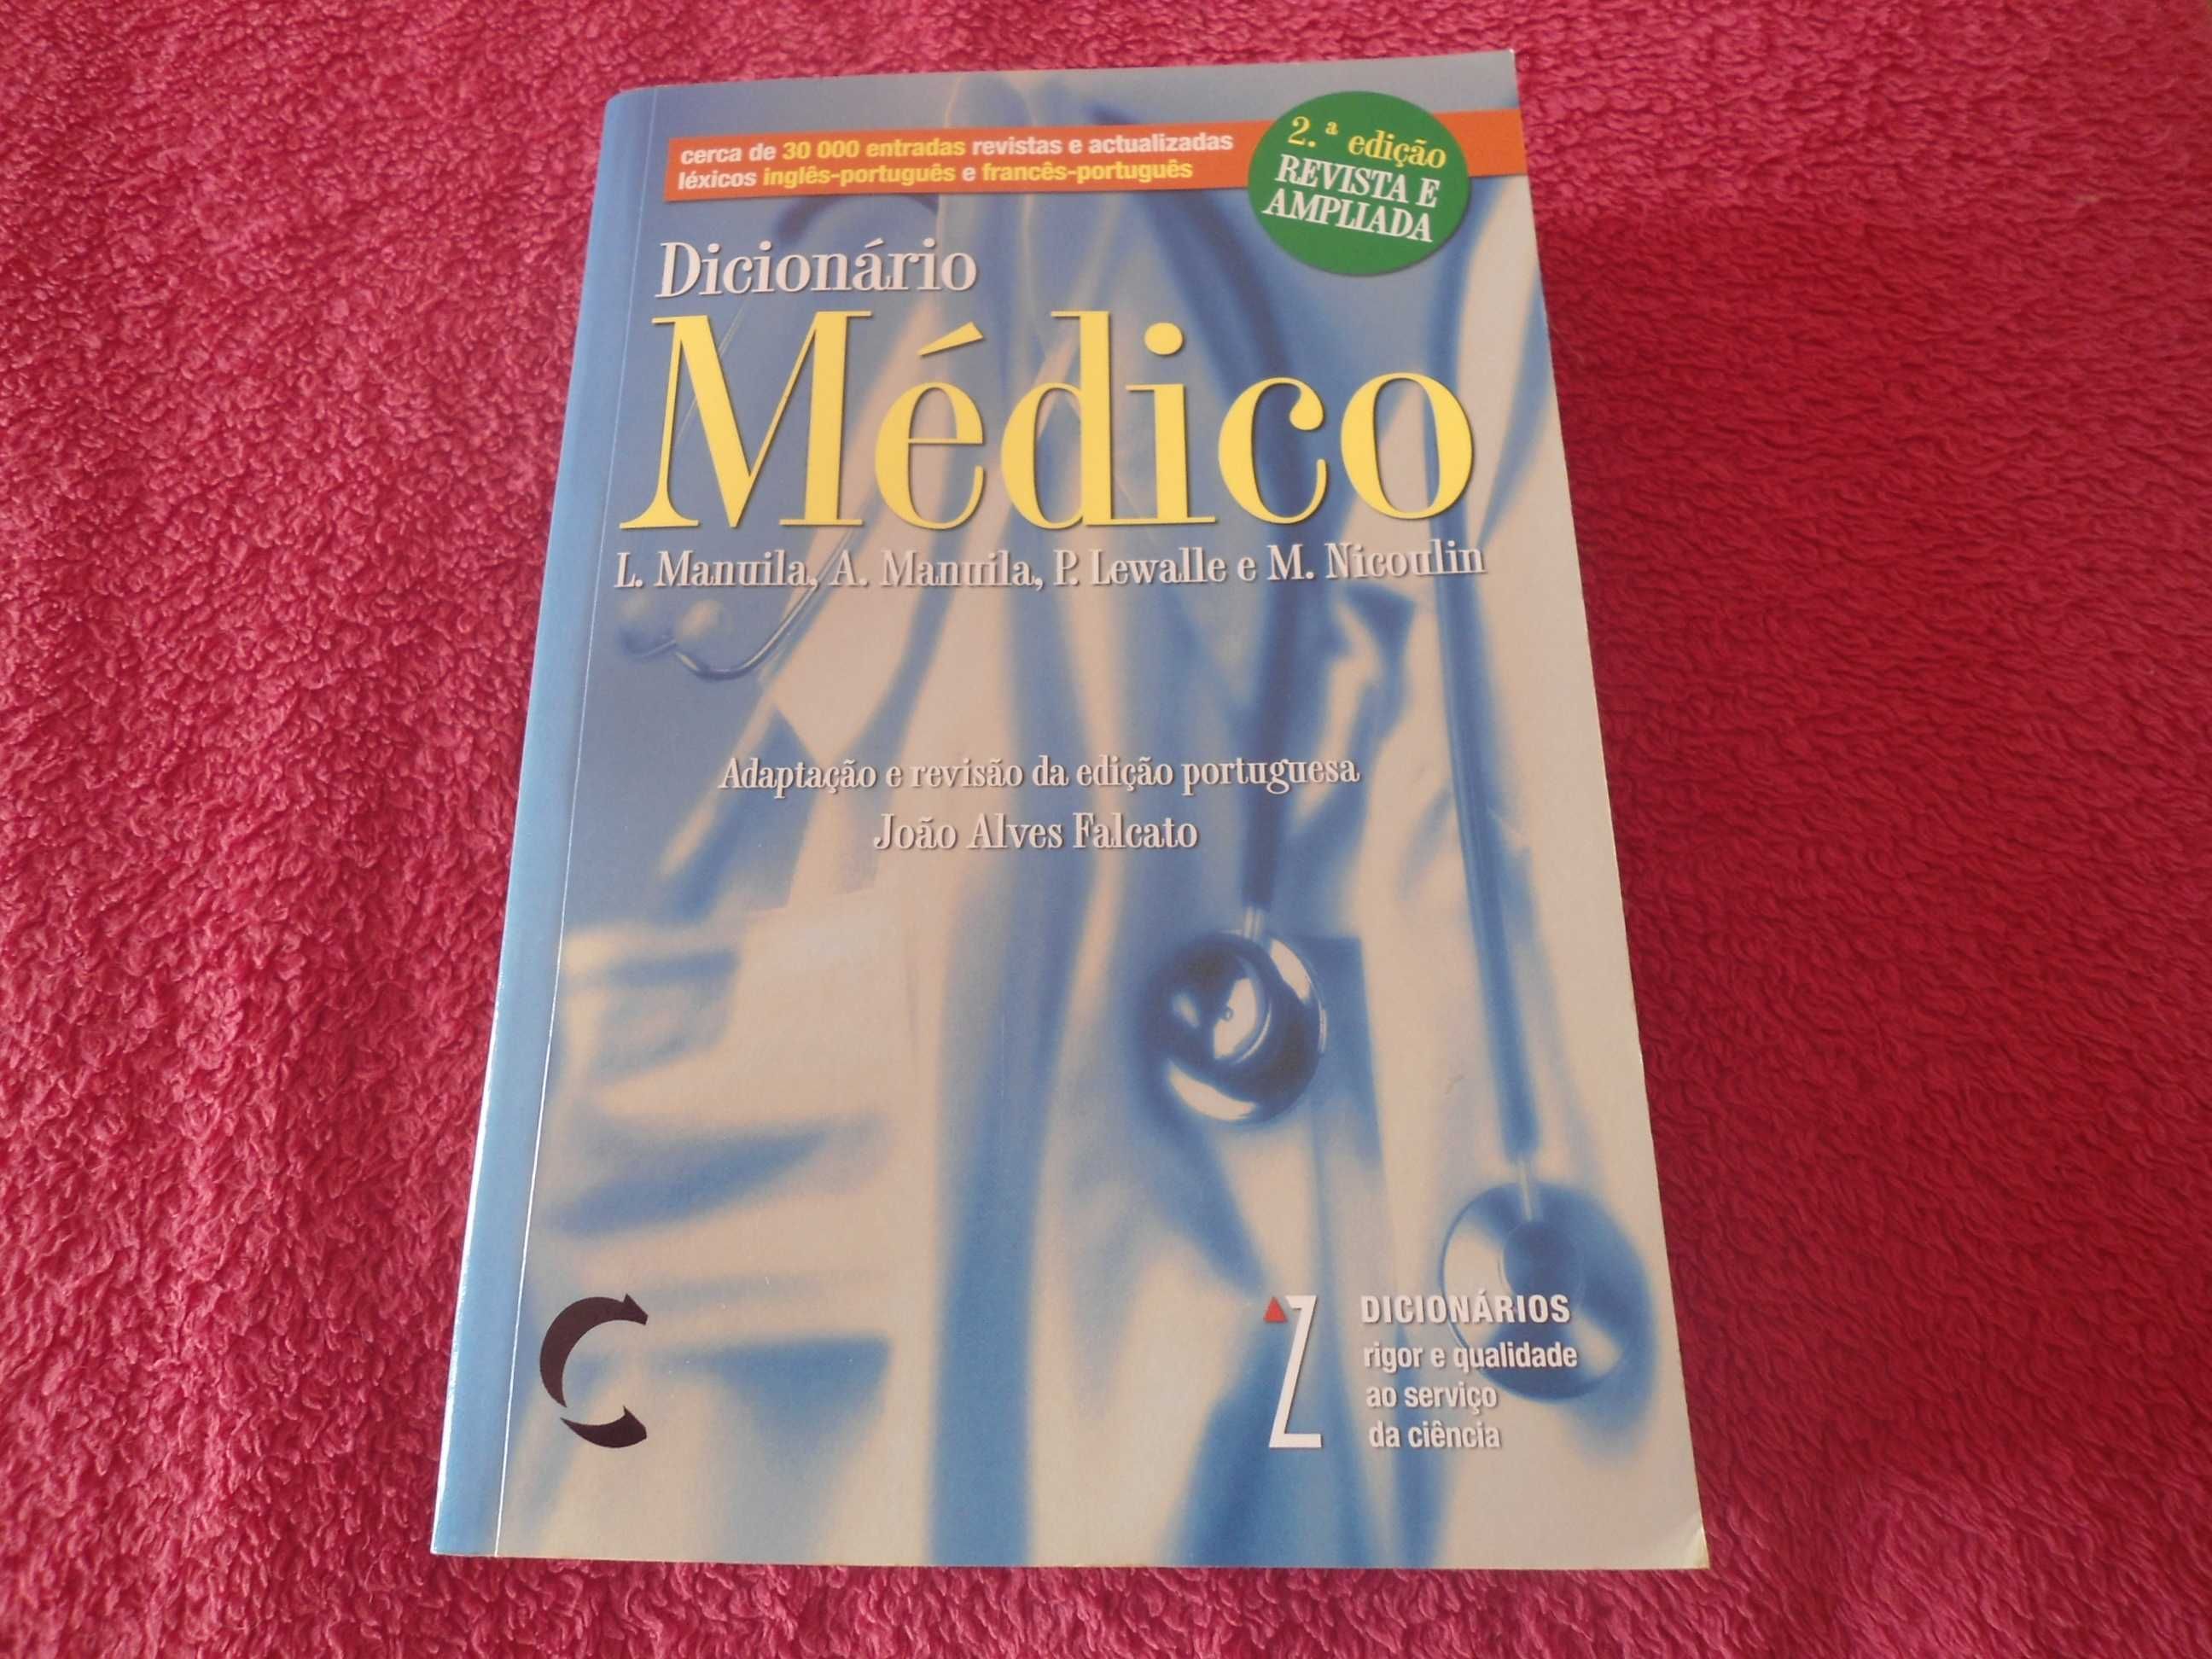 cerca de 30 000 entradas revistas e actualizadas
léxicos inglês-português e francês-português
2.ª edição
REVISTA E
AMPLIADA
Dicionário
Médico
L. Manuila, A. Manuila, P. Lewalle e M. Nicoulin
Adaptação e revisão da edição portuguesa
João Alves Falcato
Z
DICIONÁRIOS
rigor e qualidade
ao serviço
da ciência